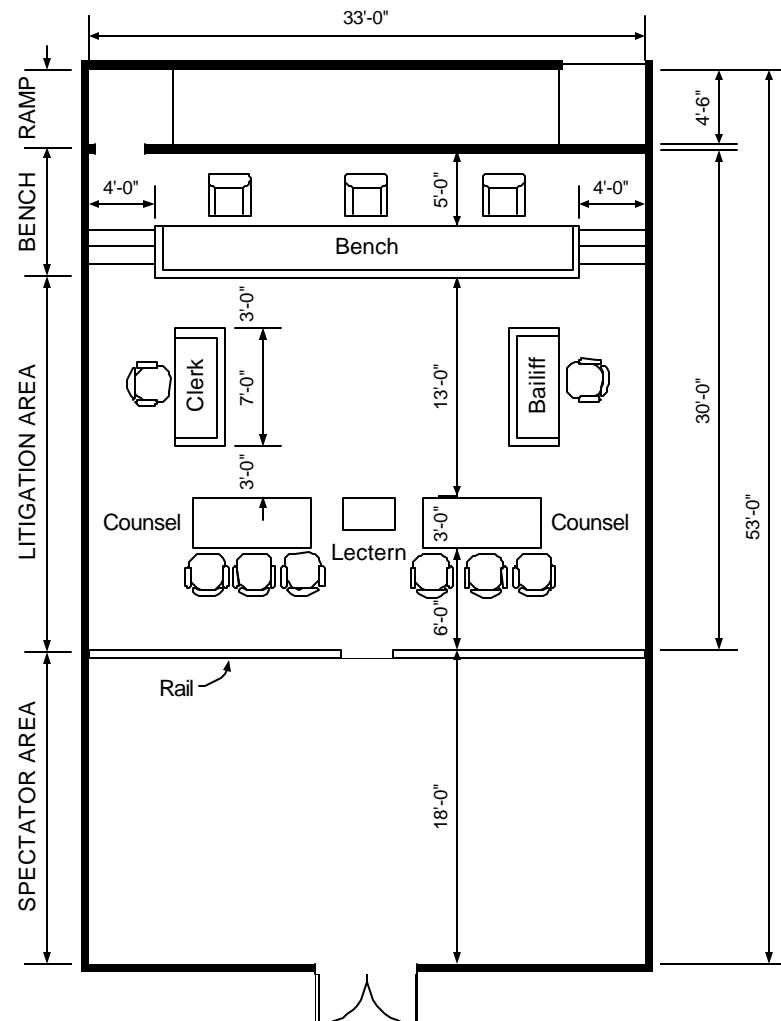 33'-0"
RAMP
4'-6"
BENCH
4'-0"
5'-0"
4'-0"
Bench
3'-0"
LITIGATION AREA
Clerk
7'-0"
13'-0"
Bailiff
30'-0"
3'-0"
53'-0"
Counsel
Lectern
3'-0"
Counsel
6'-0"
Rail
SPECTATOR AREA
18'-0"